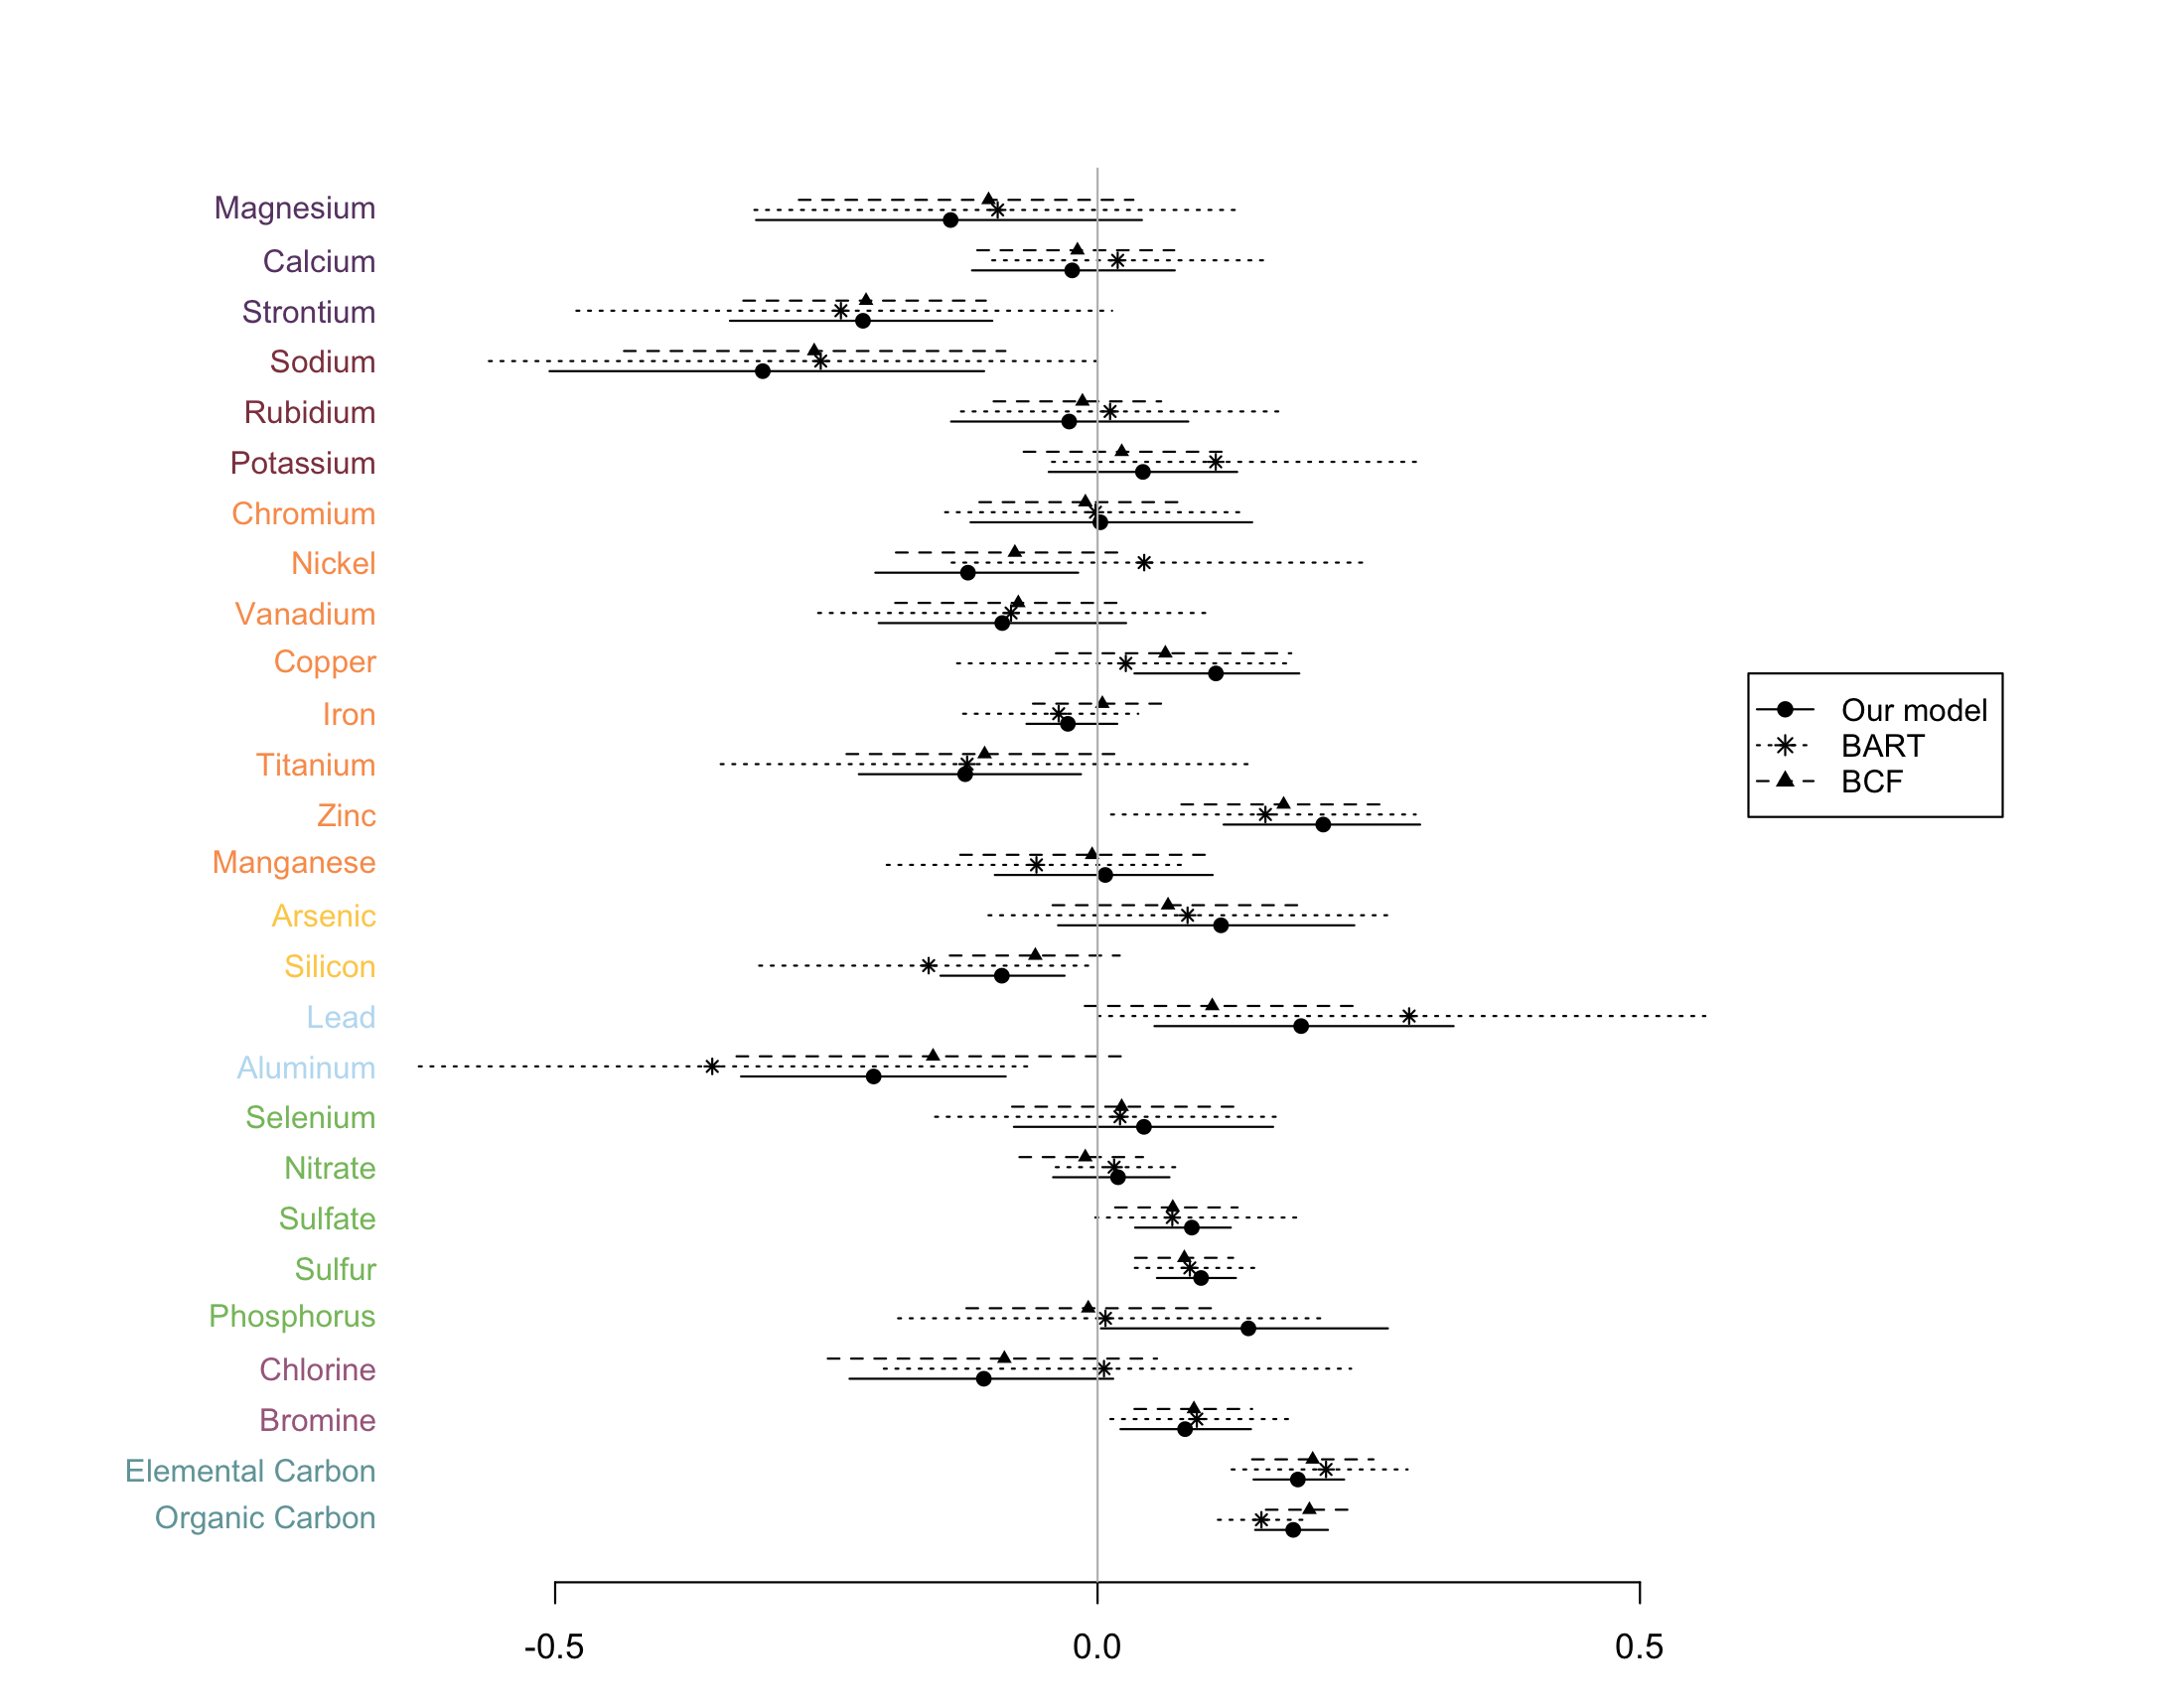 Magnesium
Calcium
Strontium
Sodium
Rubidium
Potassium
Chromium
Nickel
Vanadium
Copper
Iron
Titanium
Zinc
Manganese
Arsenic
Silicon
Lead
Aluminum
Selenium
Nitrate
Sulfate
Sulfur
Phosphorus
Chlorine
Bromine
Elemental Carbon
Organic Carbon
Our model
BART
BCF
-0.5 0.0 0.5